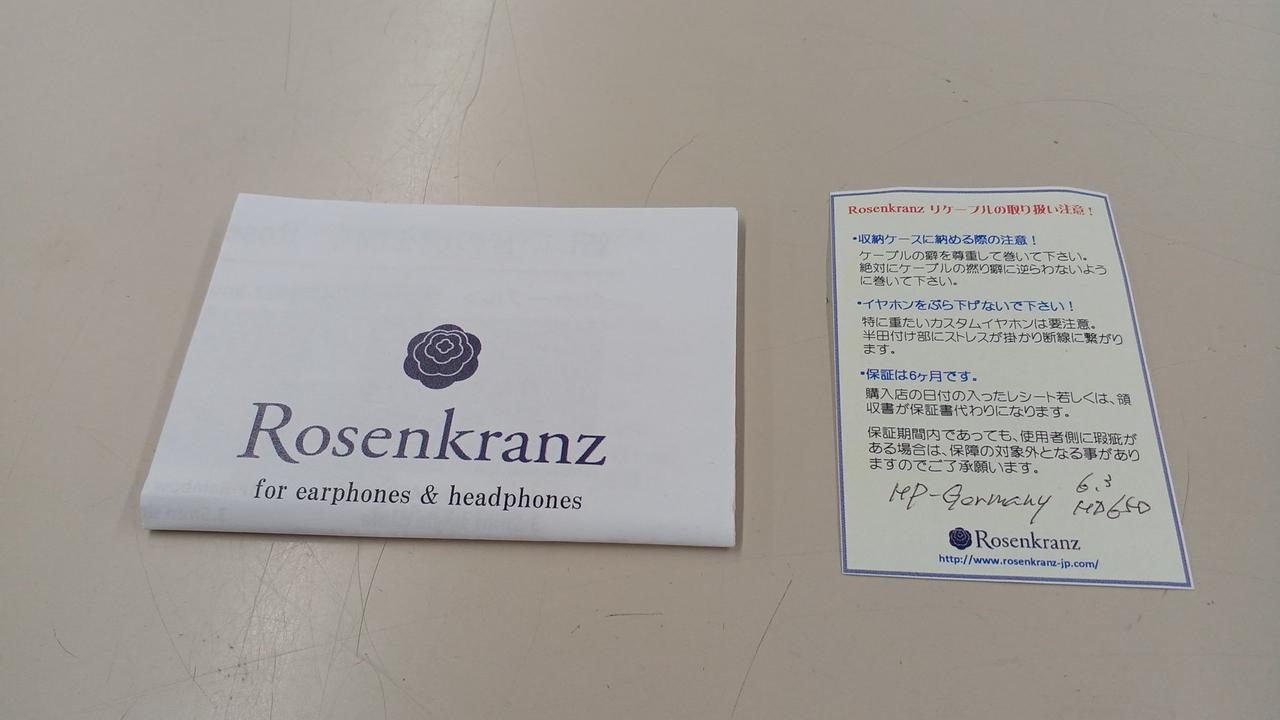 Rosenkranz
for earphones & headphones
Rosenkranz リケーブルの取り扱い注意！
・収納ケースに納める際の注意！
ケーブルの癖を尊重して巻いて下さい。
絶対にケーブルの撚り癖に逆らわないよう
に巻いて下さい。
・イヤホンをぶら下げないで下さい！
特に重たいカスタムイヤホンは要注意。
半田付け部にストレスが掛かり断線に繋がり
ます。
・保証は6ヶ月です。
購入店の日付の入ったレシート若しくは、領
収書が保証書代わりになります。
保証期間内であっても、使用者側に瑕疵が
ある場合は、保障の対象外となる事があり
ますのでご了承願います。
HP-Germany 6.3
HD650
Rosenkranz
http://www.rosenkranz-jp.com/